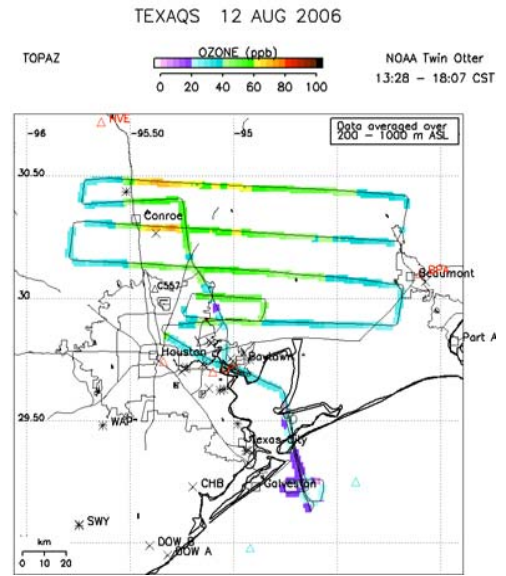 TEXAQS 12 AUG 2006
TOPAZ
OZONE (ppb)
0 20 40 60 80 100
NOAA Twin Otter
13:28 - 18:07 CST
-96 -95.50 -95
Data averaged over
200 - 1000 m ASL
30.50
Conroe
C557
Beaumont
30
Port A
Houston
Baytown
29.50
WAP
Texas City
CHB
Galveston
SWY
DOW B
DOW A
km
0 10 20